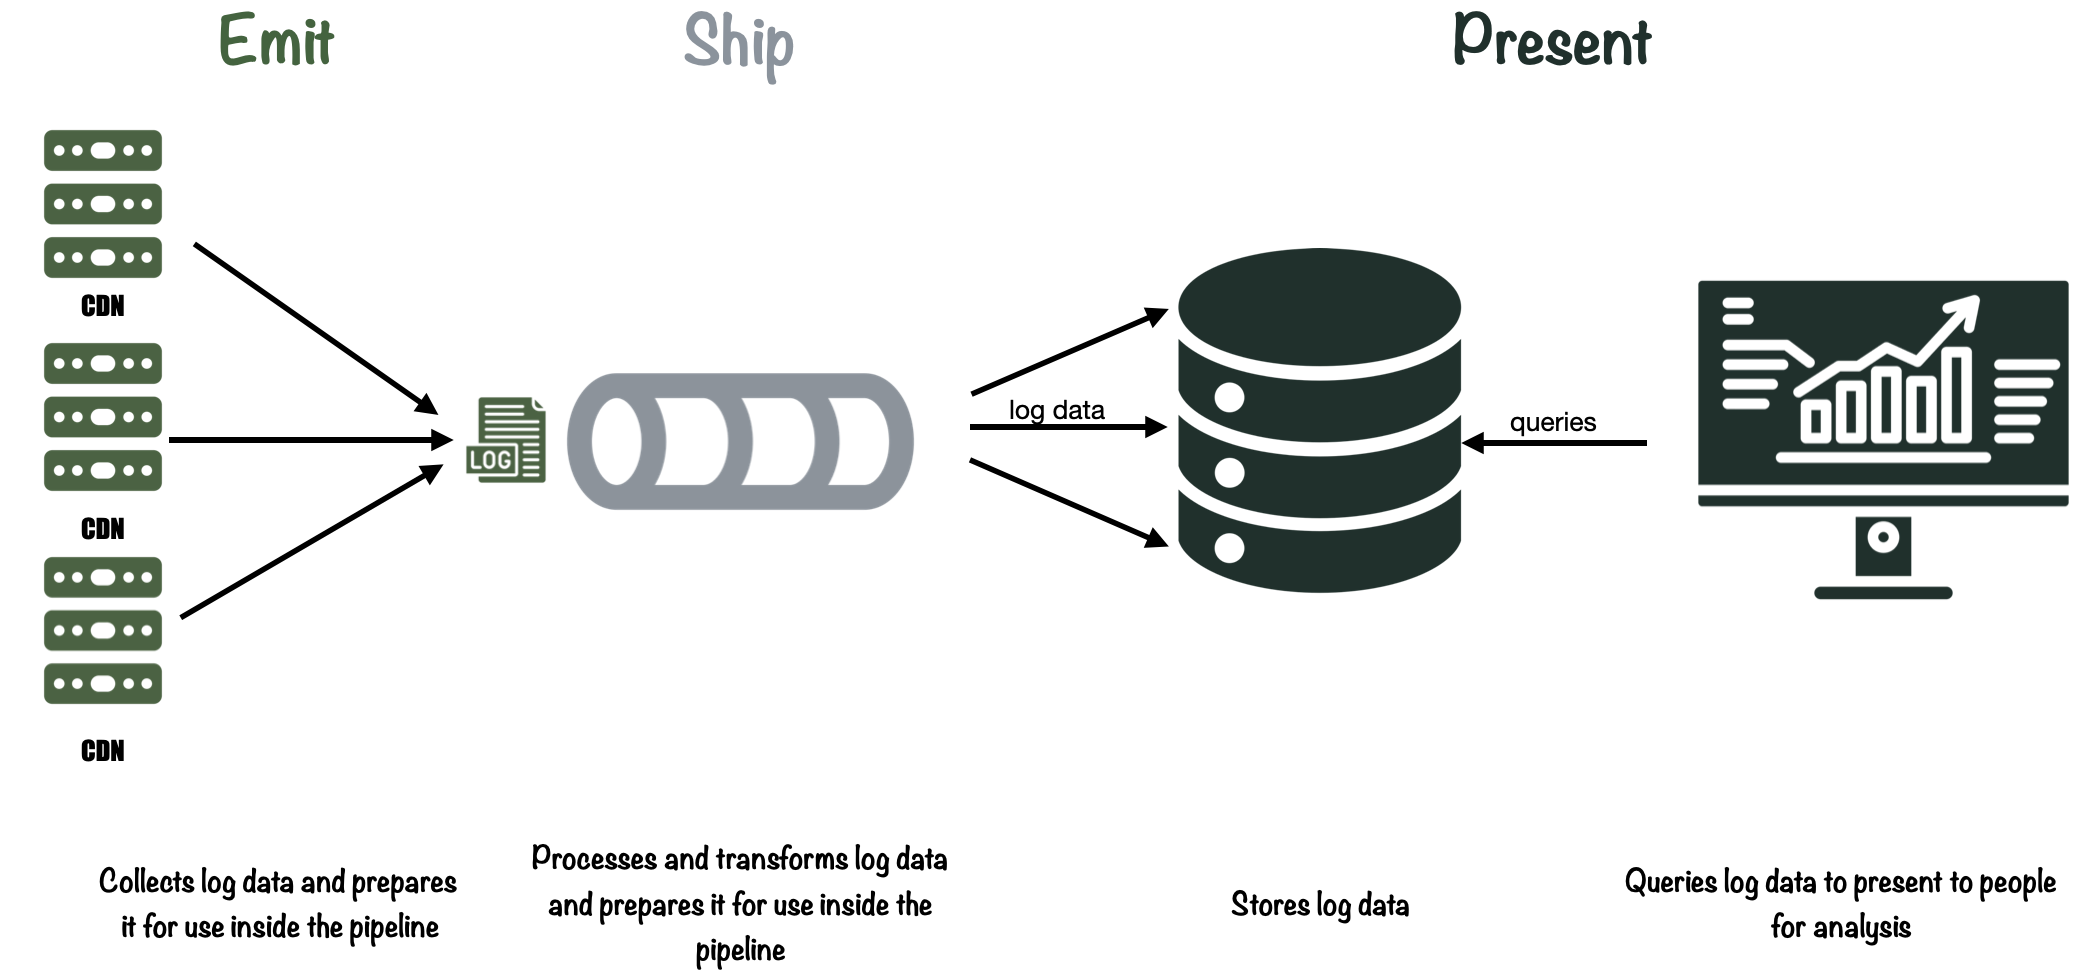 Emit
Ship
Present
CDN
CDN
CDN
LOG
log data
queries
Collects log data and prepares
it for use inside the pipeline
Processes and transforms log data
and prepares it for use inside the
pipeline
Stores log data
Queries log data to present to people
for analysis